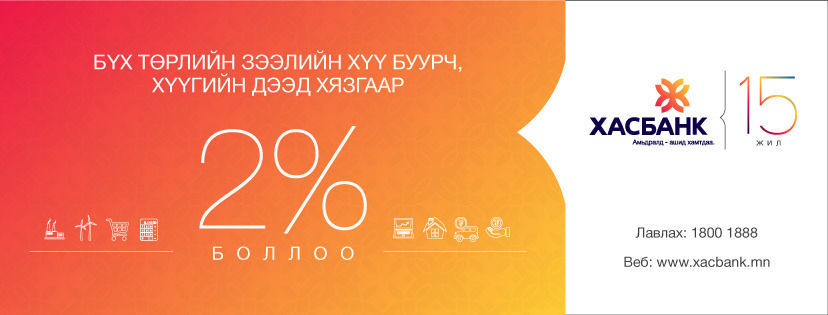 БҮХ ТӨРЛИЙН ЗЭЭЛИЙН ХҮҮ БУУРЧ,
ХҮҮГИЙН ДЭЭД ХЯЗГААР
2%
БОЛЛОО
ХАСБАНК
Амьдралд - ашид хамтдаа.
15
ЖИЛ
Лавлах: 1800 1888
Веб: www.xacbank.mn